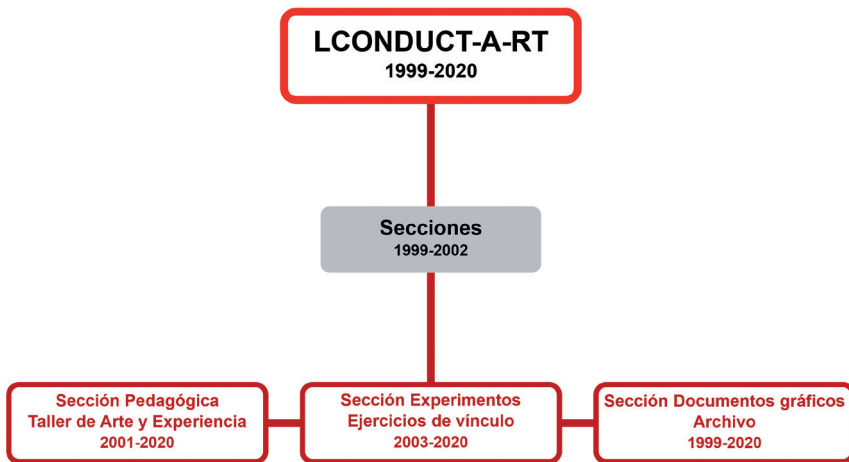 LCONDUCT-A-RT
1999-2020
Secciones
1999-2002
Sección Pedagógica
Taller de Arte y Experiencia
2001-2020
Sección Experimentos
Ejercicios de vínculo
2003-2020
Sección Documentos gráficos
Archivo
1999-2020